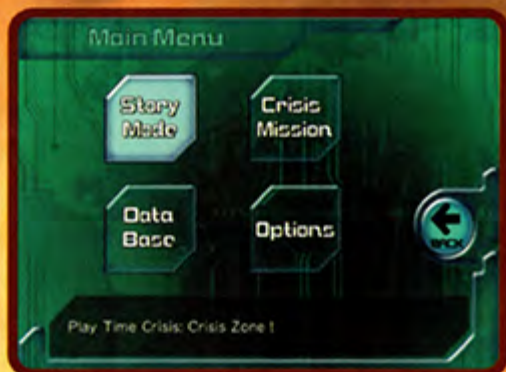 Main Menu
Story
Mode
Crisis
Mission
Data
Base
Options
BACK
Play Time Crisis: Crisis Zone !